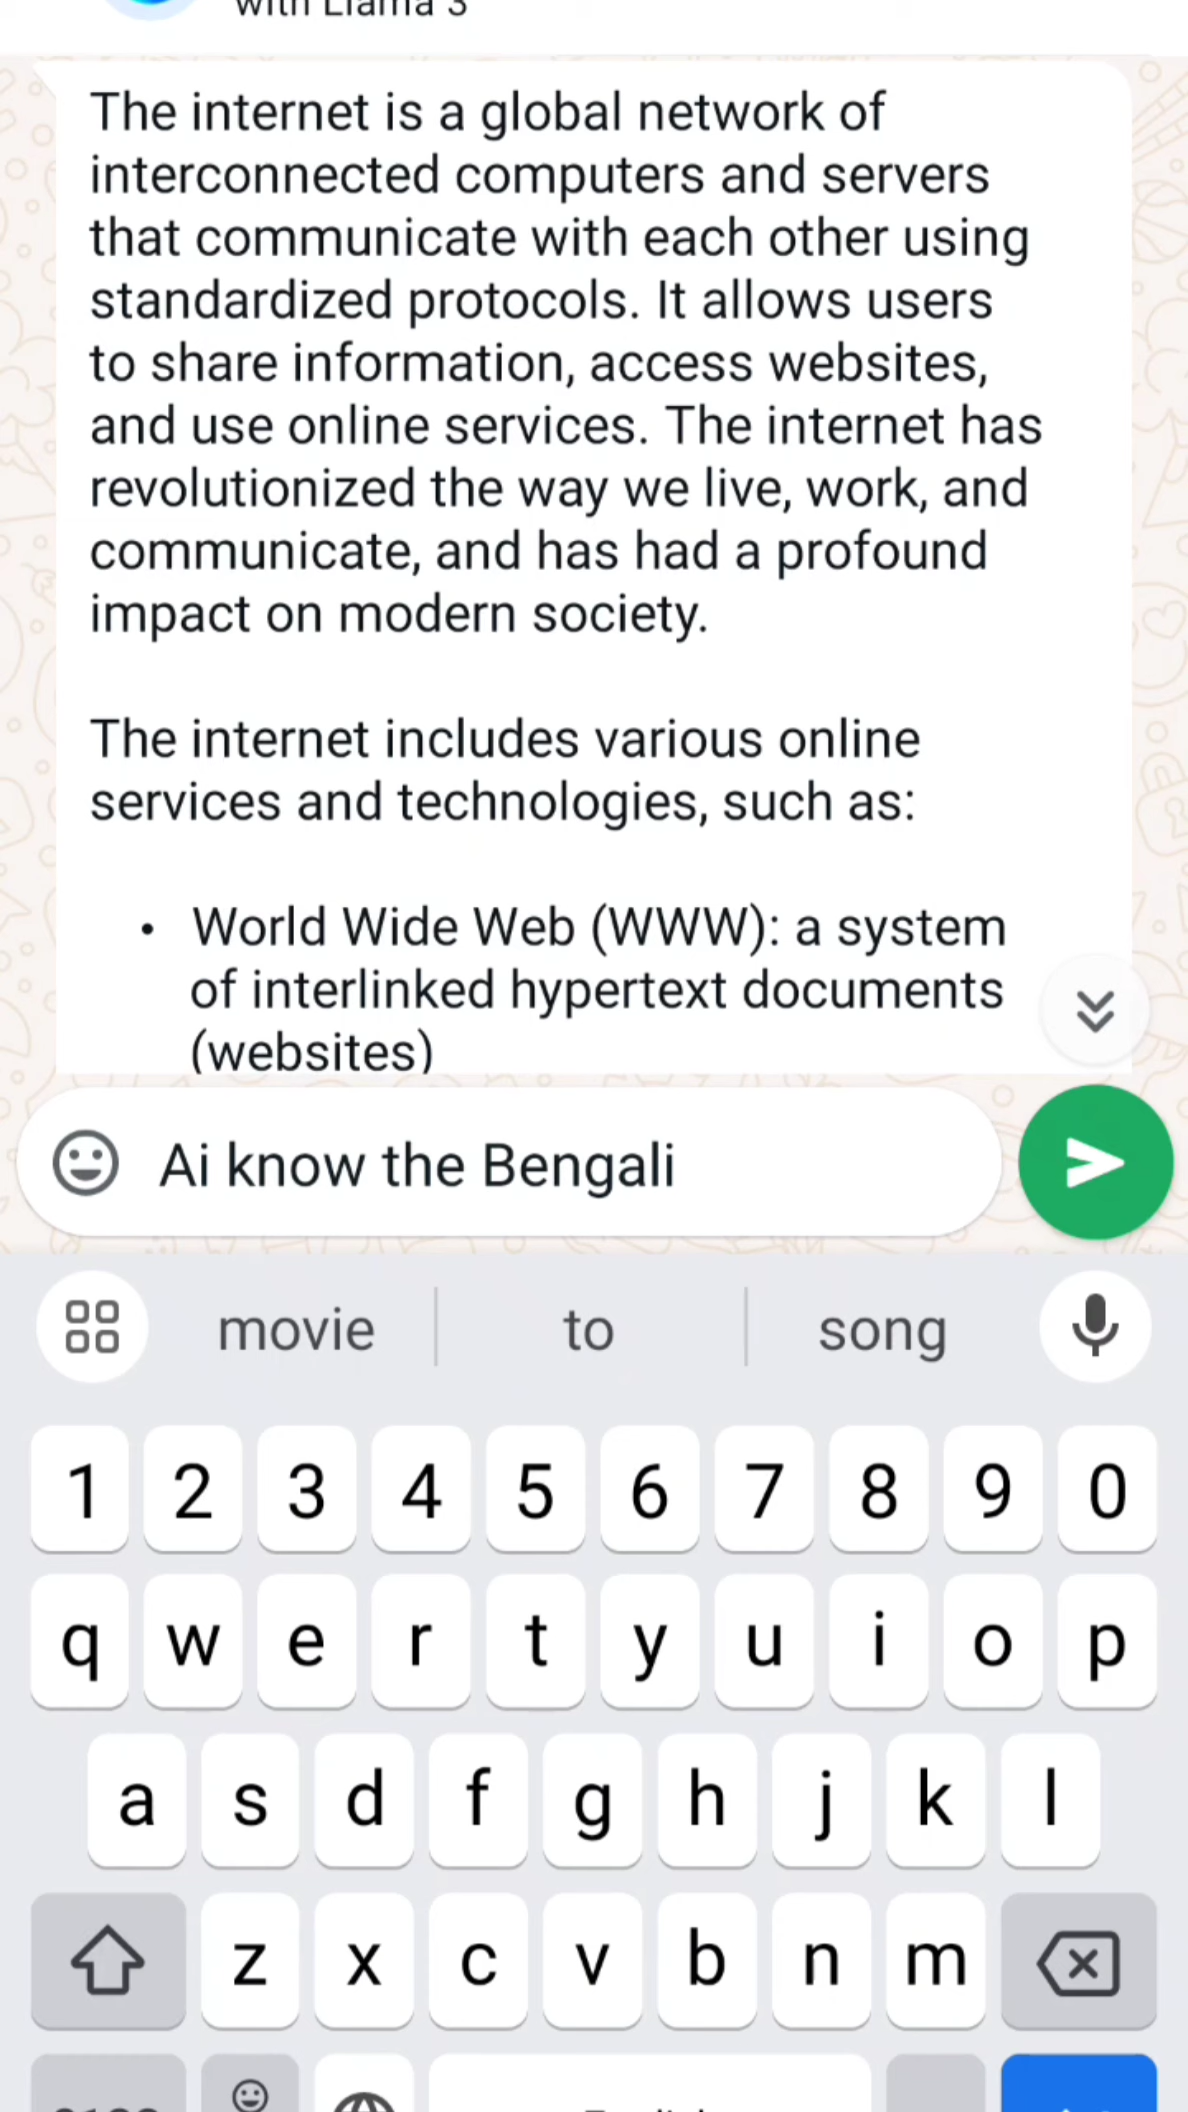 with Llama 3
The internet is a global network of
interconnected computers and servers
that communicate with each other using
standardized protocols. It allows users
to share information, access websites,
and use online services. The internet has
revolutionized the way we live, work, and
communicate, and has had a profound
impact on modern society.
The internet includes various online
services and technologies, such as:
• World Wide Web (WWW): a system
of interlinked hypertext documents
(websites)
Ai know the Bengali
movie to song
1 2 3 4 5 6 7 8 9 0
q w e r t y u i o p
a s d f g h j k l
z x c v b n m